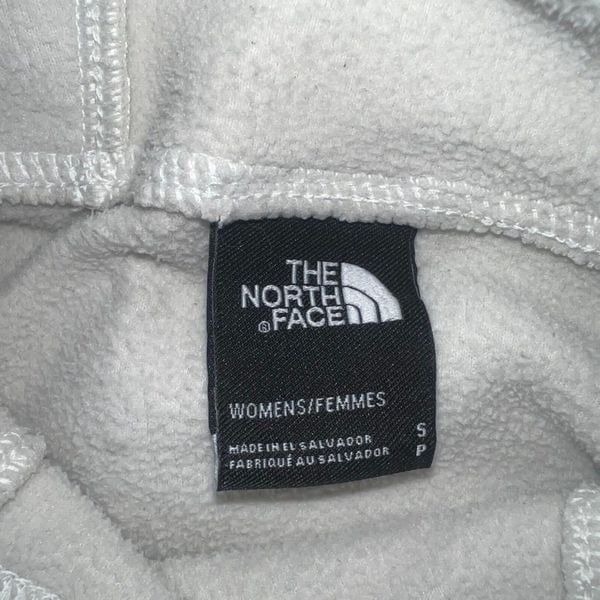 THE
NORTH
FACE
WOMENS/FEMMES
MADE IN EL SALVADOR
FABRIQUÉ AU SALVADOR
S
P